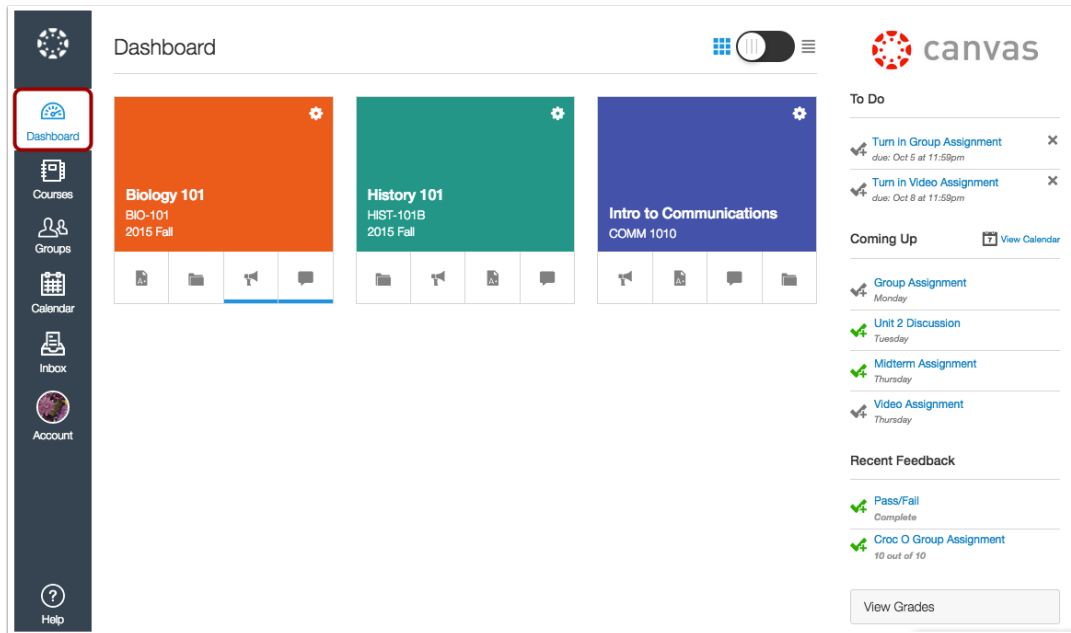 Dashboard
Courses
Groups
Calendar
Inbox
Account
Help
Dashboard
Biology 101
BIO-101
2015 Fall
A+
History 101
HIST-101B
2015 Fall
A+
Intro to Communications
COMM 1010
A+
canvas
To Do
Turn in Group Assignment
due: Oct 5 at 11:59pm
Turn in Video Assignment
due: Oct 8 at 11:59pm
Coming Up
7 View Calendar
Group Assignment
Monday
Unit 2 Discussion
Tuesday
Midterm Assignment
Thursday
Video Assignment
Thursday
Recent Feedback
Pass/Fail
Complete
Croc O Group Assignment
10 out of 10
View Grades